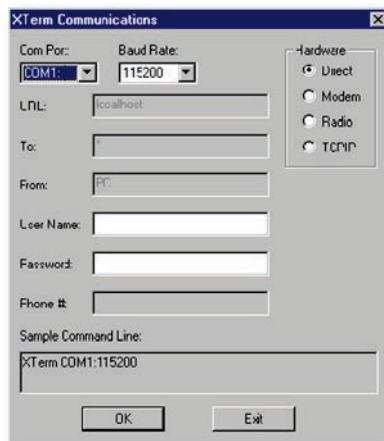 XTerm Communications
Com Port: Baud Rate:
COM1: 115200
Hardware
Direct
Modem
Radio
TCPIP
URL: localhost
To: *
From: PC
User Name:
Password:
Phone #:
Sample Command Line:
XTerm COM1:115200
OK Exit